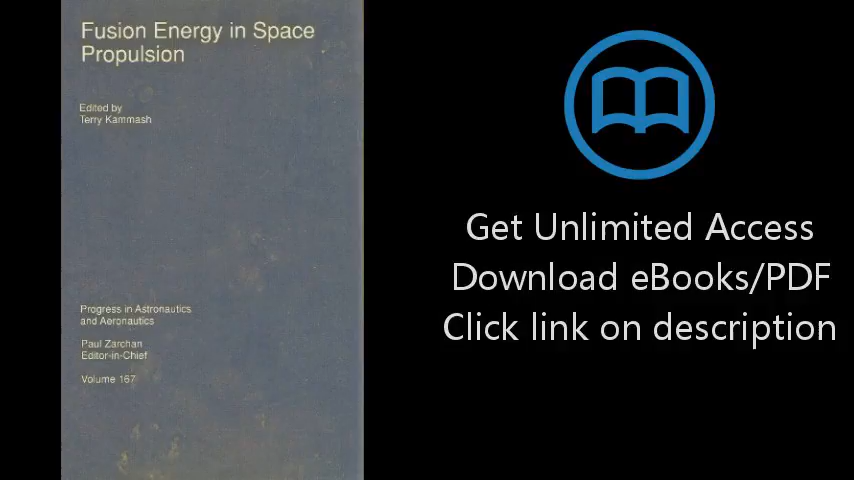 Fusion Energy in Space
Propulsion
Edited by
Terry Kammash
Progress in Astronautics
and Aeronautics
Paul Zarchan
Editor-in-Chief
Volume 167
Get Unlimited Access
Download eBooks/PDF
Click link on description